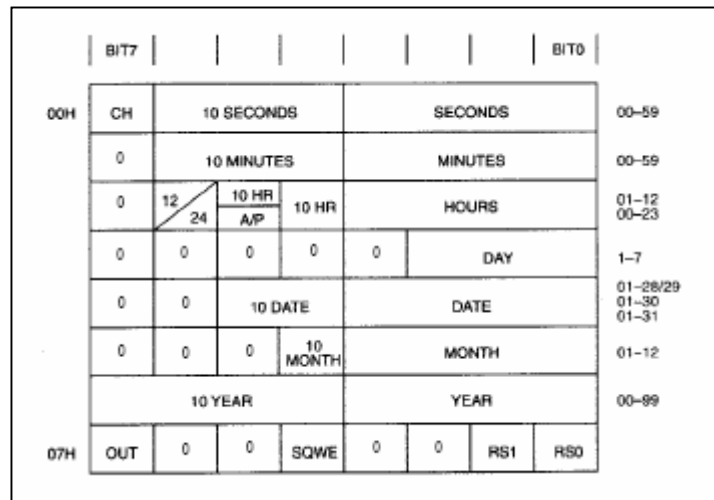 BIT7 BIT0
00H CH 10 SECONDS SECONDS 00–59
0 10 MINUTES MINUTES 00–59
0 12/24 10 HR A/P 10 HR HOURS 01–12 00–23
0 0 0 0 0 DAY 1–7
0 0 10 DATE DATE 01–28/29 01–30 01–31
0 0 0 10 MONTH MONTH 01–12
10 YEAR YEAR 00–99
07H OUT 0 0 SQWE 0 0 RS1 RS0